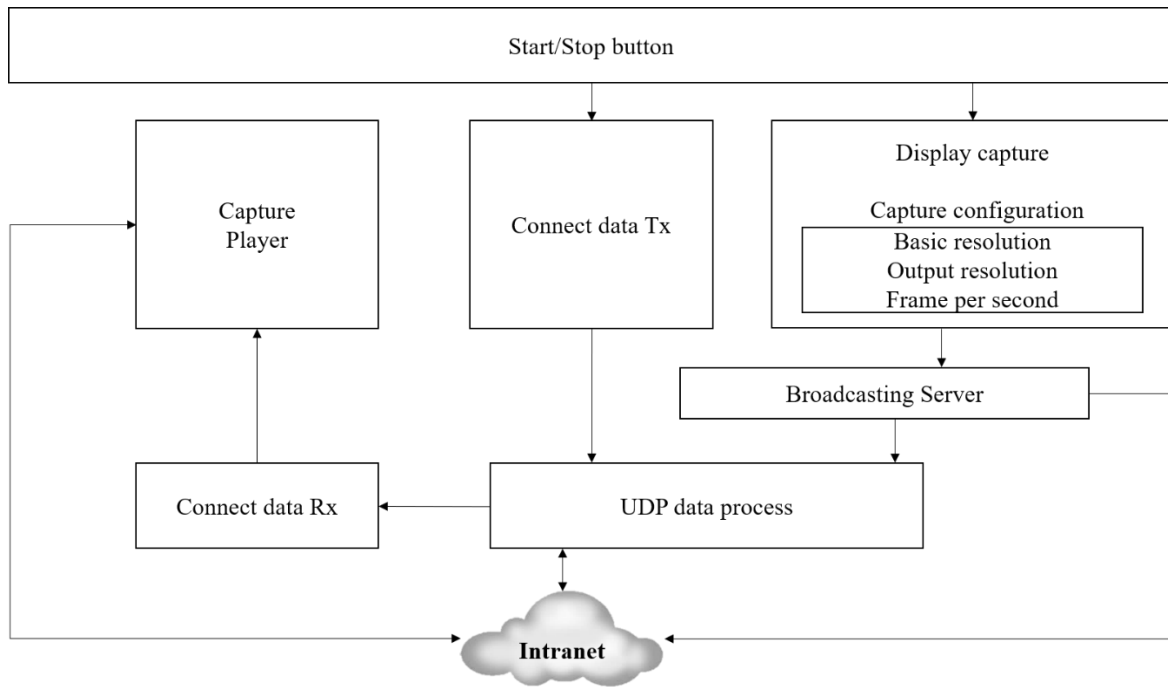 Start/Stop button
Capture
Player
Connect data Tx
Display capture
Capture configuration
Basic resolution
Output resolution
Frame per second
Broadcasting Server
Connect data Rx
UDP data process
Intranet